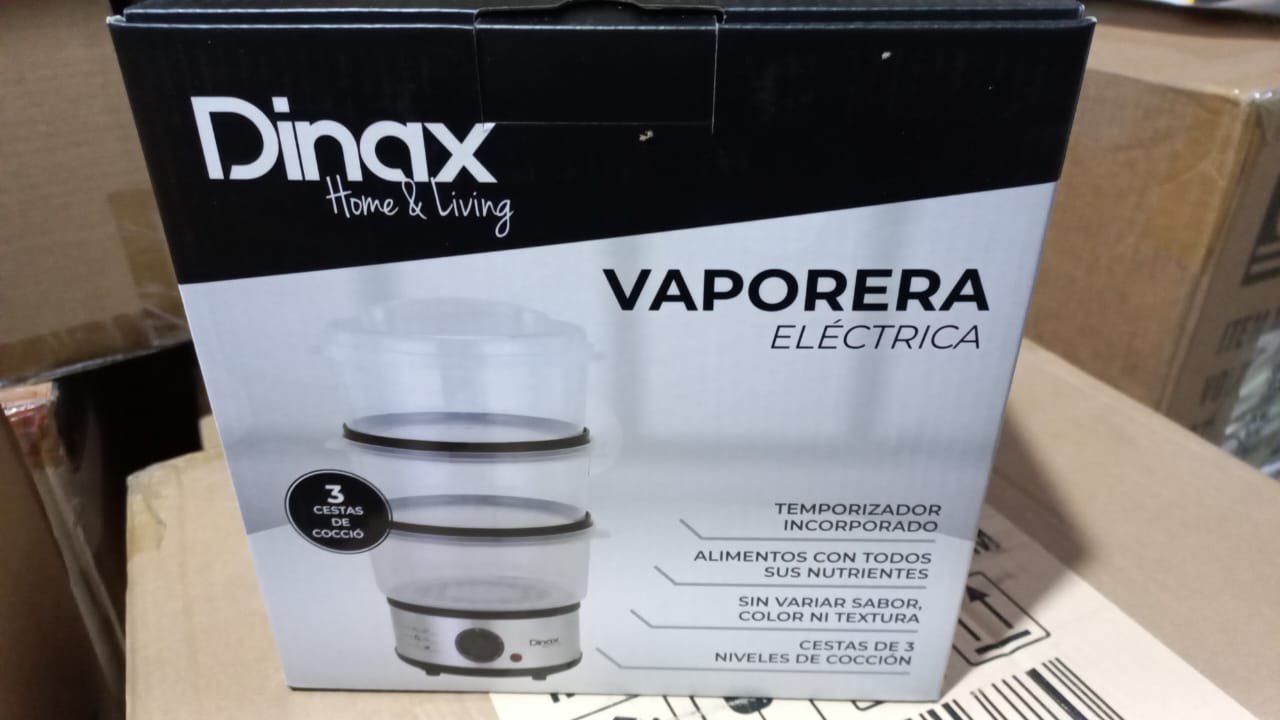 Dinax
Home & Living
VAPORERA
ELÉCTRICA
3
CESTAS
DE
COCCIÓ
TEMPORIZADOR
INCORPORADO
ALIMENTOS CON TODOS
SUS NUTRIENTES
SIN VARIAR SABOR,
COLOR NI TEXTURA
CESTAS DE 3
NIVELES DE COCCIÓN
Dinax